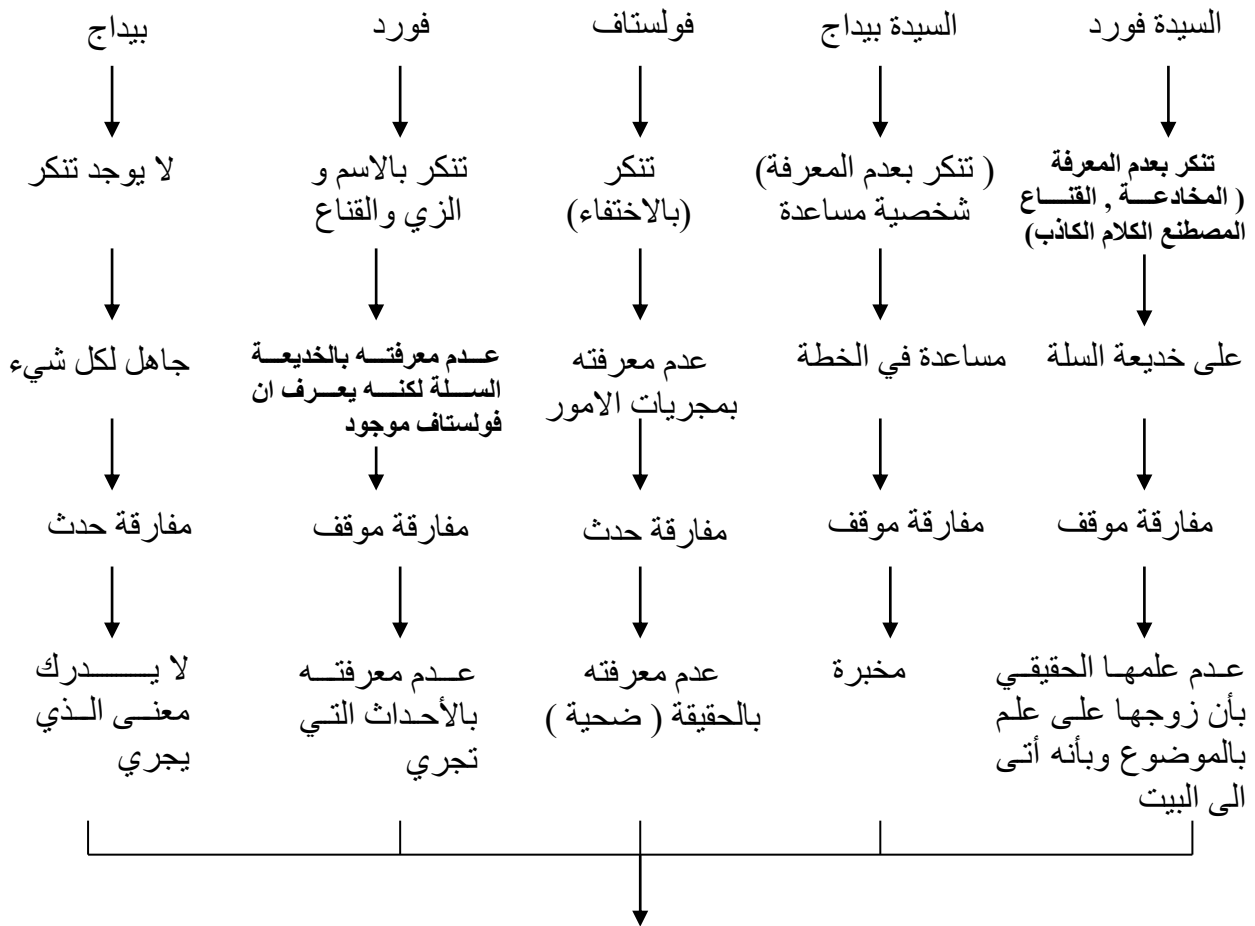 السيدة فورد
السيدة بيداج
فولستاف
فورد
بيداج
تنكر بعدم المعرفة
( المخادعة , القناع
المصطنع الكلام الكاذب)
( تنكر بعدم المعرفة)
شخصية مساعدة
تنكر
(بالاختفاء)
تنكر بالاسم و
الزي والقناع
لا يوجد تنكر
على خديعة السلة
مساعدة في الخطة
عدم معرفته
بمجريات الامور
عدم معرفته بالخديعة
السلة لكنه يعرف ان
فولستاف موجود
جاهل لكل شيء
مفارقة موقف
مفارقة موقف
مفارقة حدث
مفارقة موقف
مفارقة حدث
عدم علمها الحقيقي
بأن زوجها على علم
بالموضوع وبأنه أتى
الى البيت
مخبرة
عدم معرفته
بالحقيقة ( ضحية )
عدم معرفته
بالأحداث التي
تجري
لا يدرك
معنى الذي
يجري